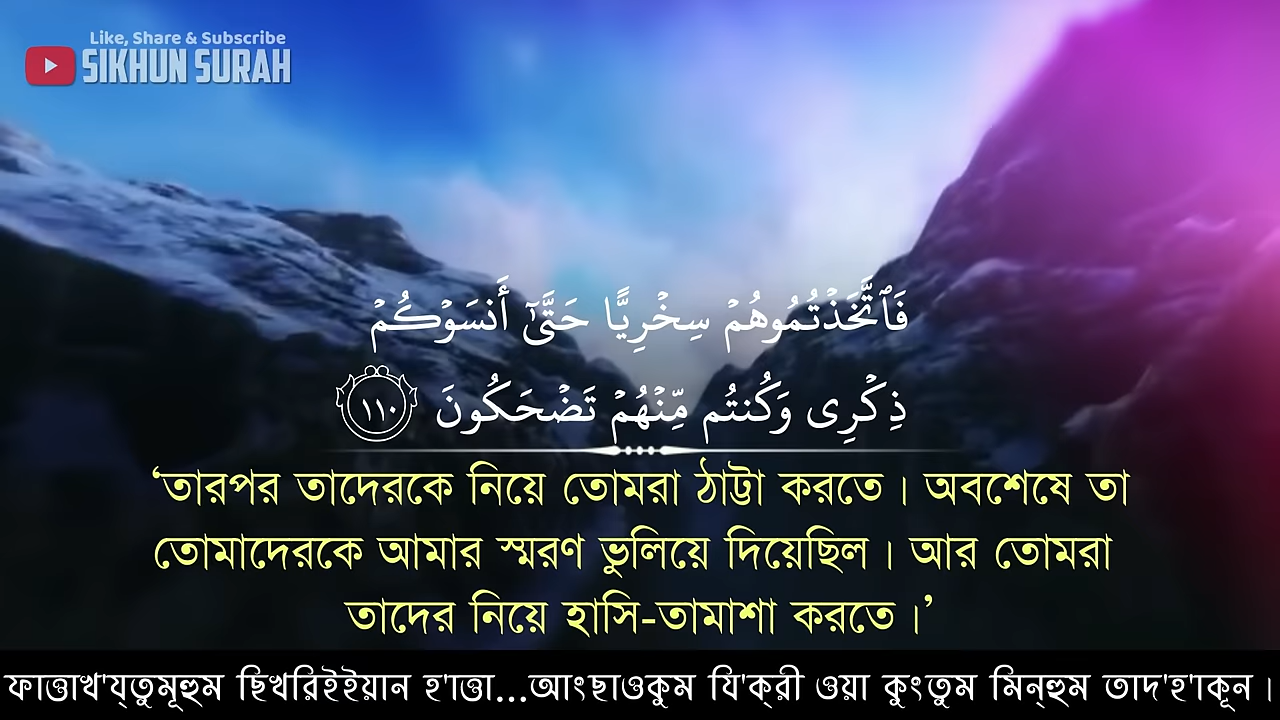 Like, Share & Subscribe
SIKHUN SURAH
فَٱتَّخَذْتُمُوهُمْ سِخْرِيًّا حَتَّىٰٓ أَنسَوْكُمْ
ذِكْرِى وَكُنتُم مِّنْهُمْ تَضْحَكُونَ ١١٠
‘তারপর তাদেরকে নিয়ে তোমরা ঠাট্টা করতে। অবশেষে তা
তোমাদেরকে আমার স্মরণ ভুলিয়ে দিয়েছিল। আর তোমরা
তাদের নিয়ে হাসি-তামাশা করতে।’
ফাত্তাখ'য্তুমূহুম ছিখরিইইয়ান হ'াত্তা...আংছাওকুম যি'ক্রী ওয়া কুংতুম মিন্হুম তাদ'হ'াকূন।